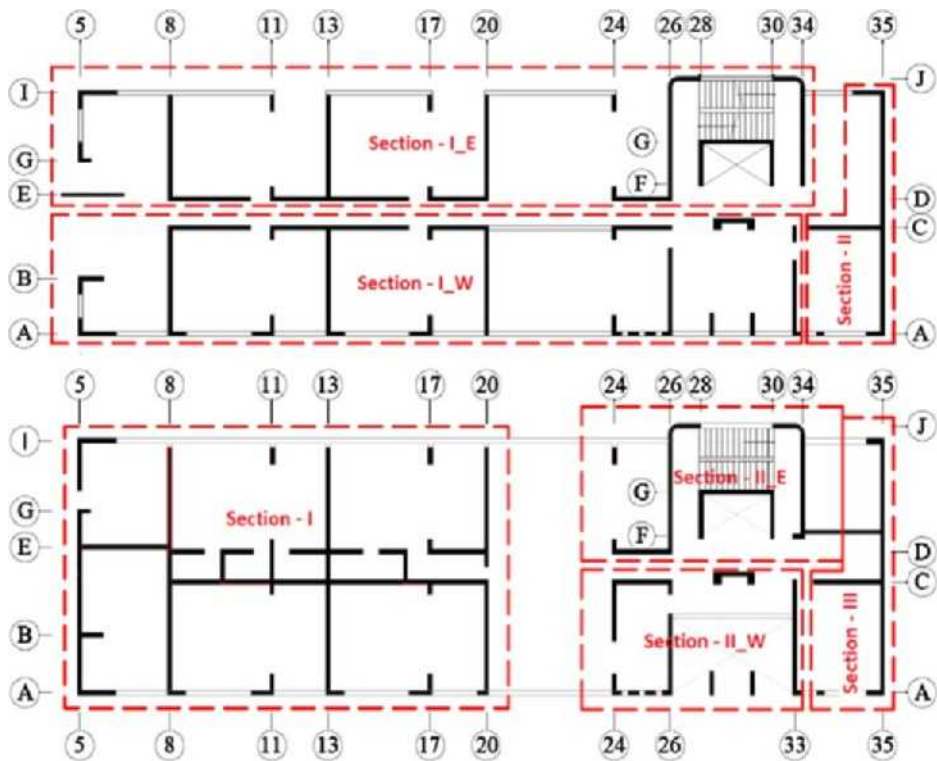 5 8 11 13 17 20 24 26 28 30 34 35
I J
Section - I_E
G G
E F D
C
B Section - I_W Section - II
A A
5 8 11 13 17 20 24 26 28 30 34 35
I J
G Section - I G Section - II_E
E F D
C
B Section - II_W Section - III
A A
5 8 11 13 17 20 24 26 33 35